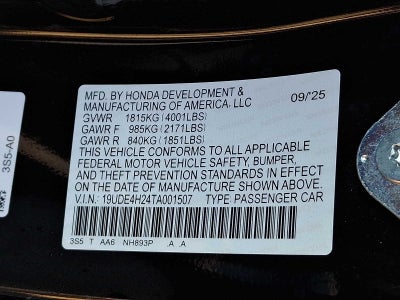 MFD. BY HONDA DEVELOPMENT &
MANUFACTURING OF AMERICA, LLC 09/'25
GVWR 1815KG(4001LBS)
GAWR F 985KG(2171LBS)
GAWR R 840KG(1851LBS)
THIS VEHICLE CONFORMS TO ALL APPLICABLE
FEDERAL MOTOR VEHICLE SAFETY, BUMPER,
AND THEFT PREVENTION STANDARDS IN EFFECT
ON THE DATE OF MANUFACTURE SHOWN ABOVE.
V.I.N.: 19UDE4H24TA001507 TYPE: PASSENGER CAR
3S5 T AA6 NH893P .A .A
3S5-A0